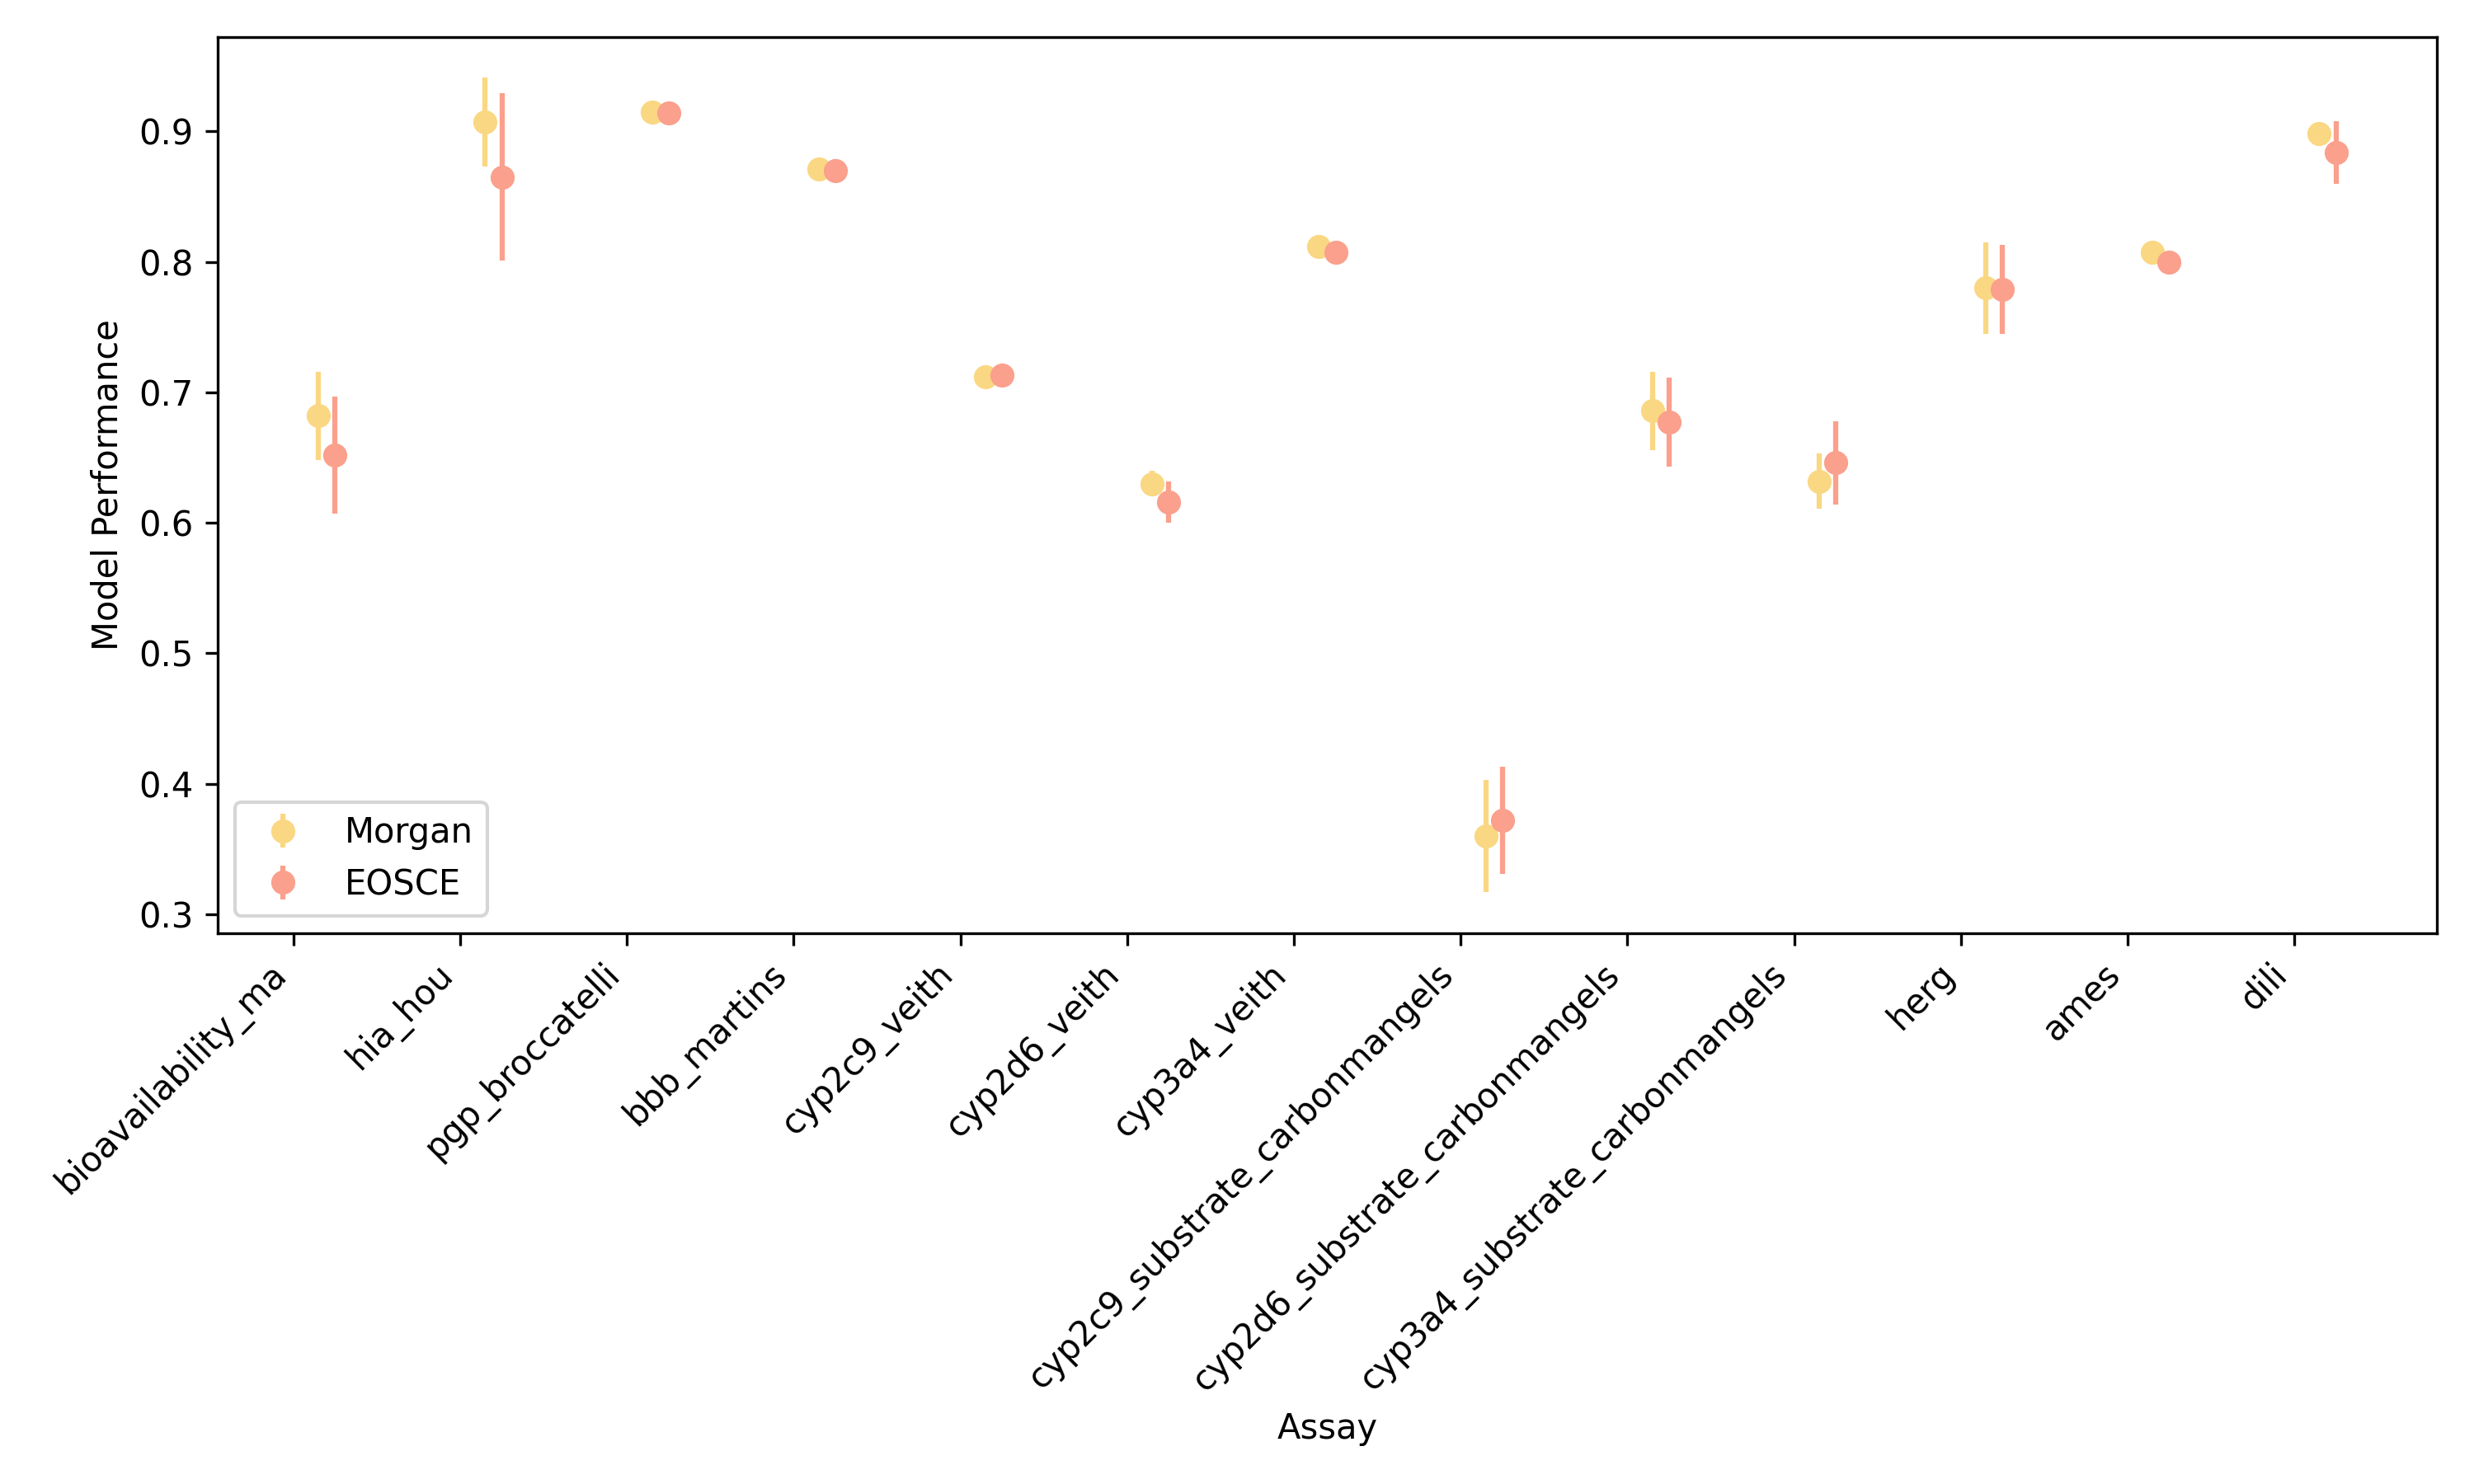 Model Performance
0.9
0.8
0.7
0.6
0.5
0.4
0.3
Morgan
EOSCE
bioavailability_ma
hia_hou
pgp_broccatelli
bbb_martins
cyp2c9_veith
cyp2d6_veith
cyp3a4_veith
cyp2c9_substrate_carbonmangels
cyp2d6_substrate_carbonmangels
cyp3a4_substrate_carbonmangels
herg
ames
dili
Assay